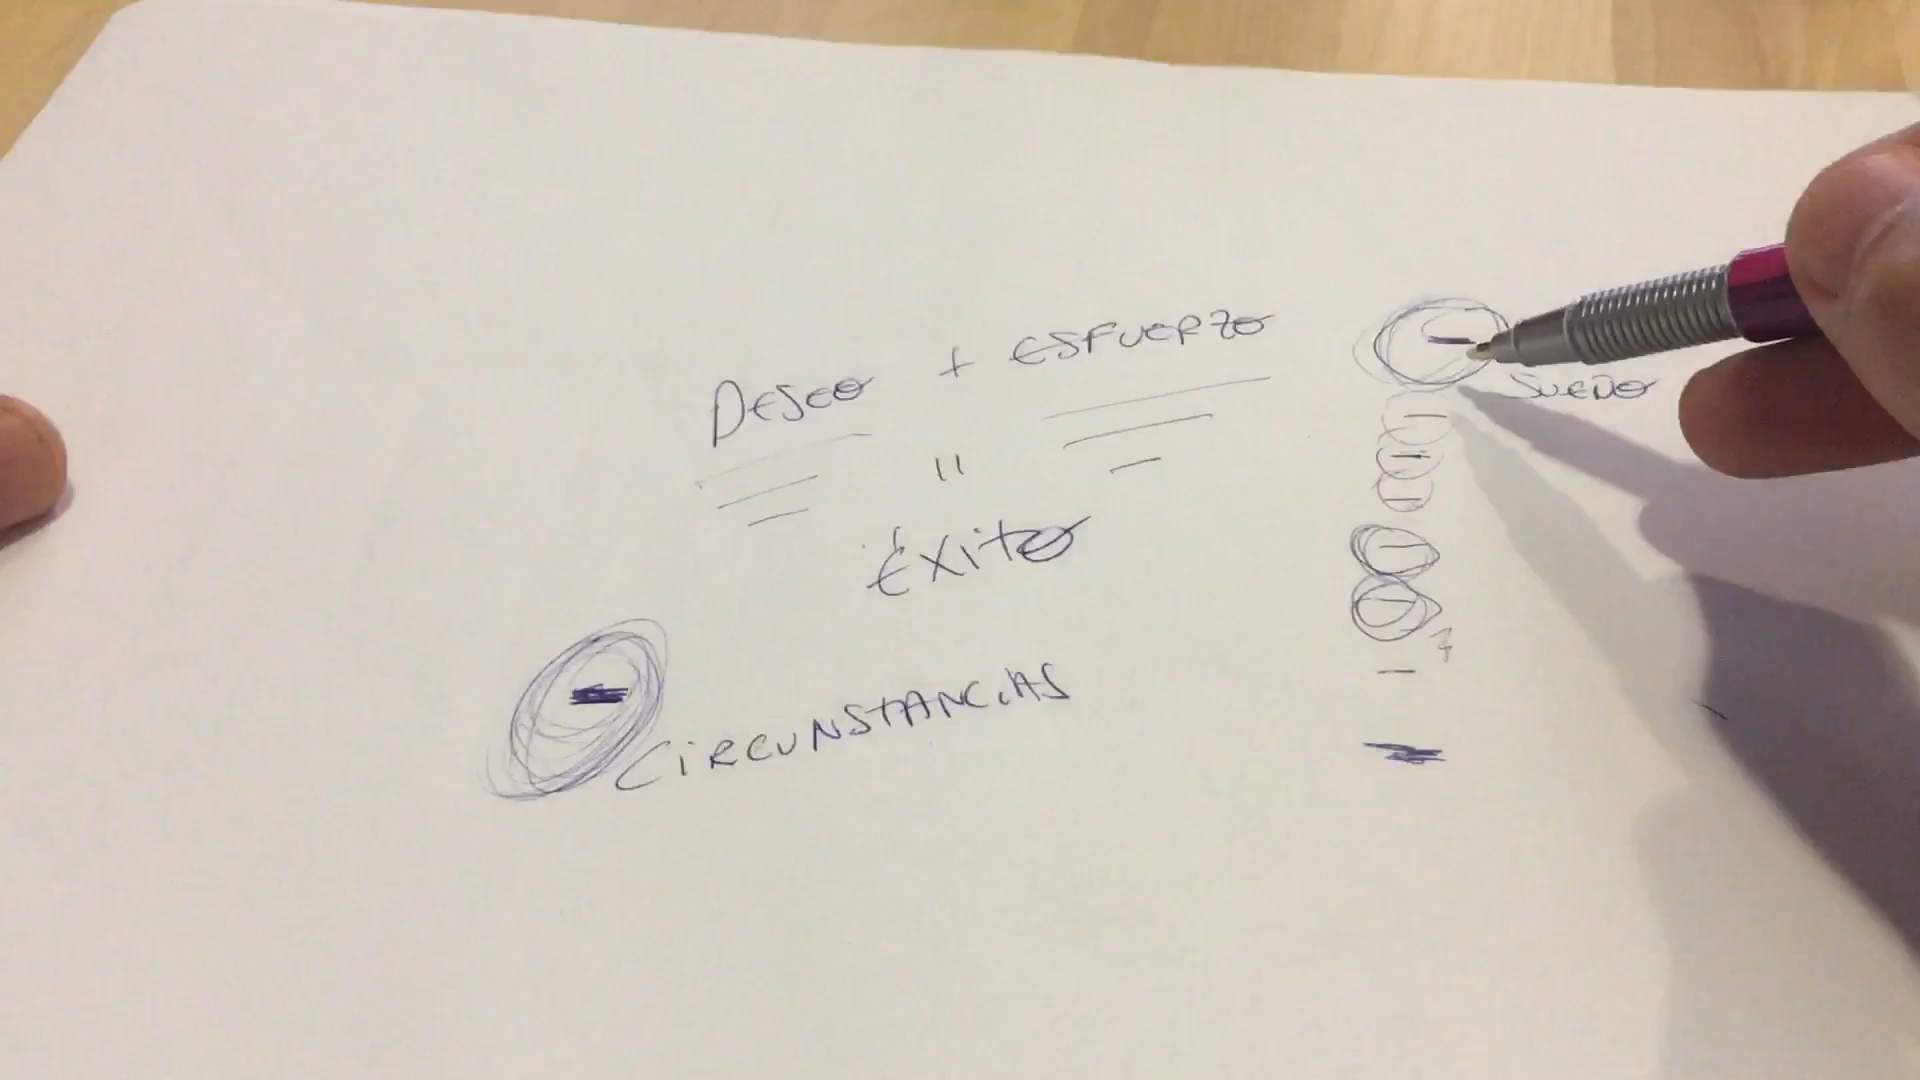 DESEO + ESFUERZO
SUEÑO
=
Éxito
CIRCUNSTANCIAS